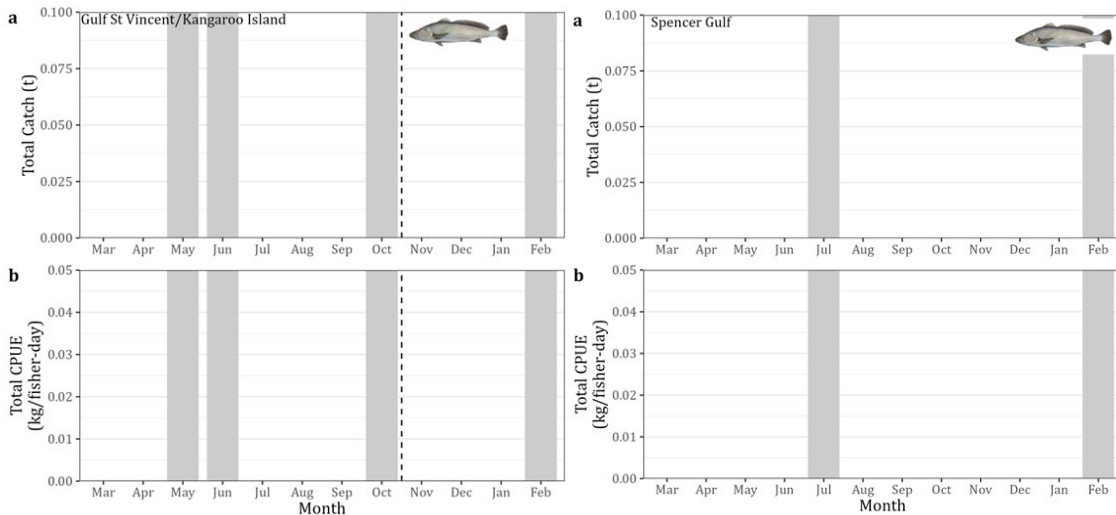 a
Gulf St Vincent/Kangaroo Island
Total Catch (t)
0.100
0.075
0.050
0.025
0.000
Mar Apr May Jun Jul Aug Sep Oct Nov Dec Jan Feb
b
Total CPUE
(kg/fisher-day)
0.05
0.04
0.03
0.02
0.01
0.00
Mar Apr May Jun Jul Aug Sep Oct Nov Dec Jan Feb
Month
a
Spencer Gulf
Total Catch (t)
0.100
0.075
0.050
0.025
0.000
Mar Apr May Jun Jul Aug Sep Oct Nov Dec Jan Feb
b
Total CPUE
(kg/fisher-day)
0.05
0.04
0.03
0.02
0.01
0.00
Mar Apr May Jun Jul Aug Sep Oct Nov Dec Jan Feb
Month